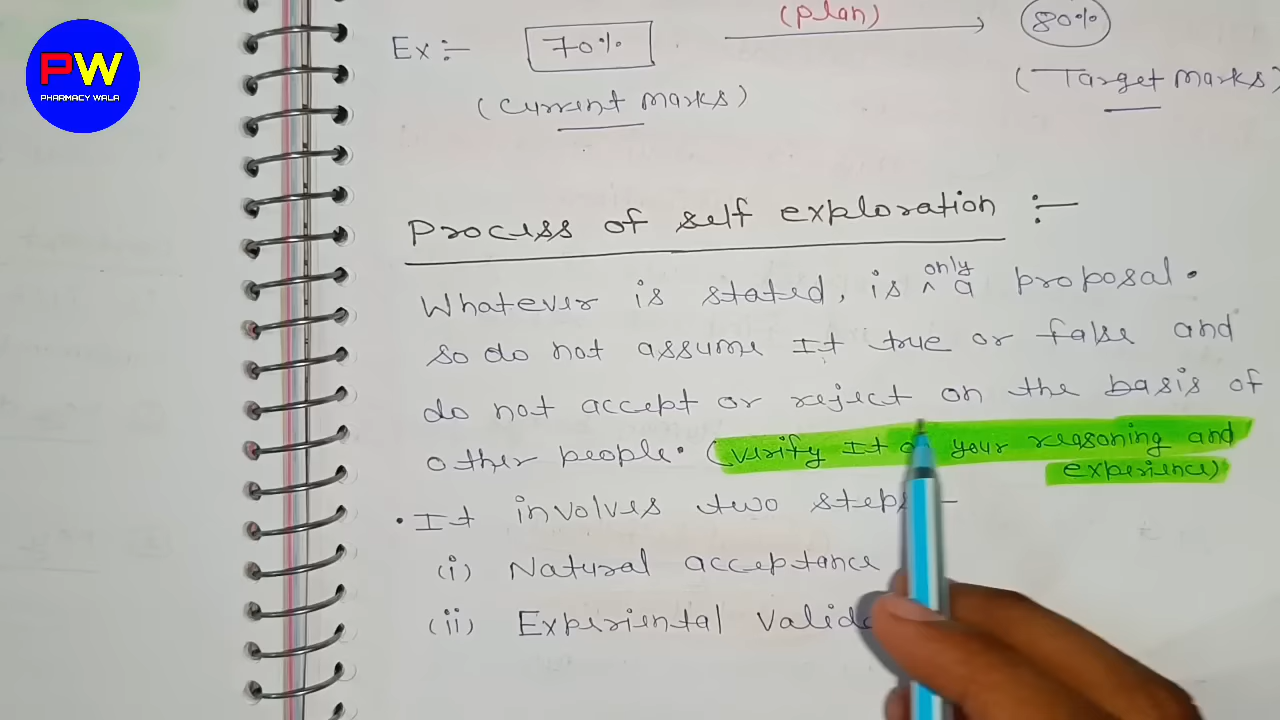 PW
PHARMACY WALA
(plan)
Ex :- 70% 80%
(Current marks) (Target marks)
Process of self exploration :-
Whatever is stated, is only a proposal.
so do not assume It true or false and
do not accept or reject on the basis of
other people. (verify It your reasoning and
experience)
• It involves two steps -
(i) Natural acceptance
(ii) Experiental